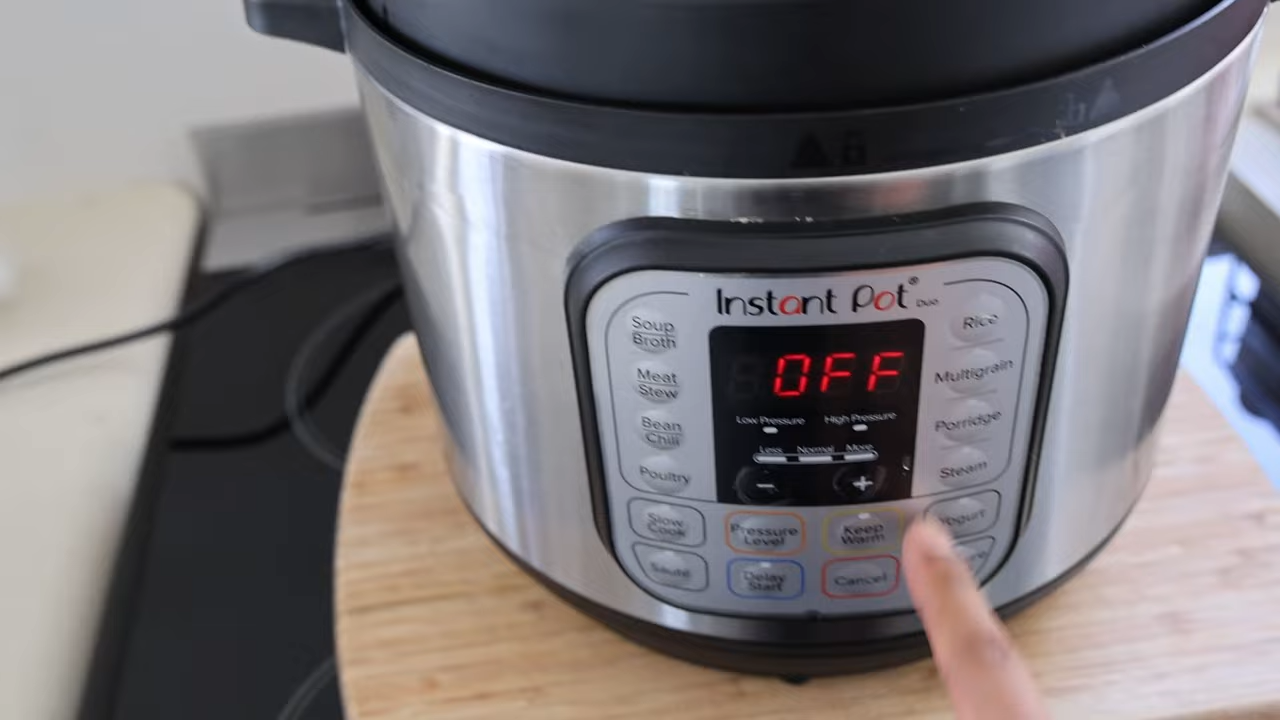 Instant Pot® Duo
Soup
Broth
Meat
Stew
Bean
Chili
Poultry
OFF
Low Pressure High Pressure
Less Normal More
− +
Rice
Multigrain
Porridge
Steam
Slow
Cook
Sauté
Pressure
Level
Keep
Warm
Delay
Start
Cancel